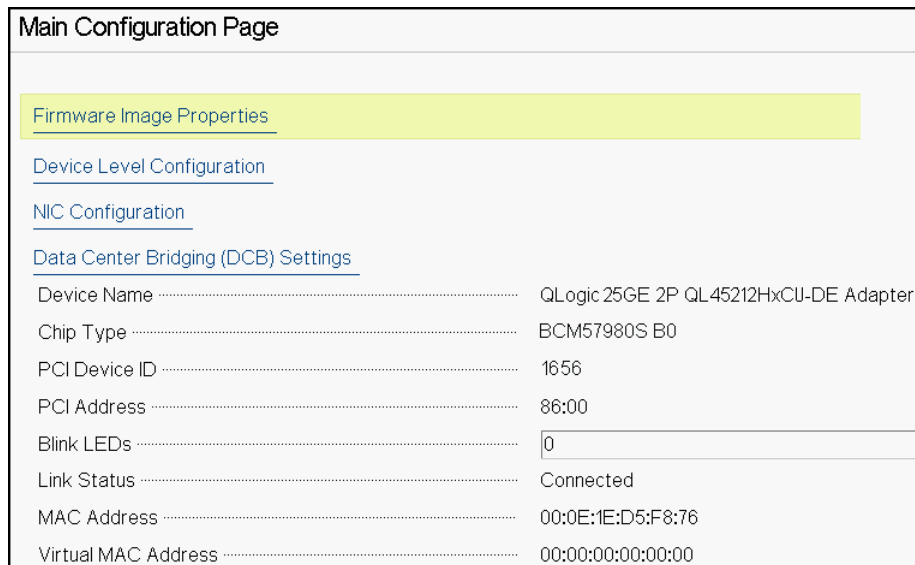 Main Configuration Page
Firmware Image Properties
Device Level Configuration
NIC Configuration
Data Center Bridging (DCB) Settings
Device Name QLogic 25GE 2P QL45212HxCU-DE Adapter
Chip Type BCM57980S B0
PCI Device ID 1656
PCI Address 86:00
Blink LEDs 0
Link Status Connected
MAC Address 00:0E:1E:D5:F8:76
Virtual MAC Address 00:00:00:00:00:00